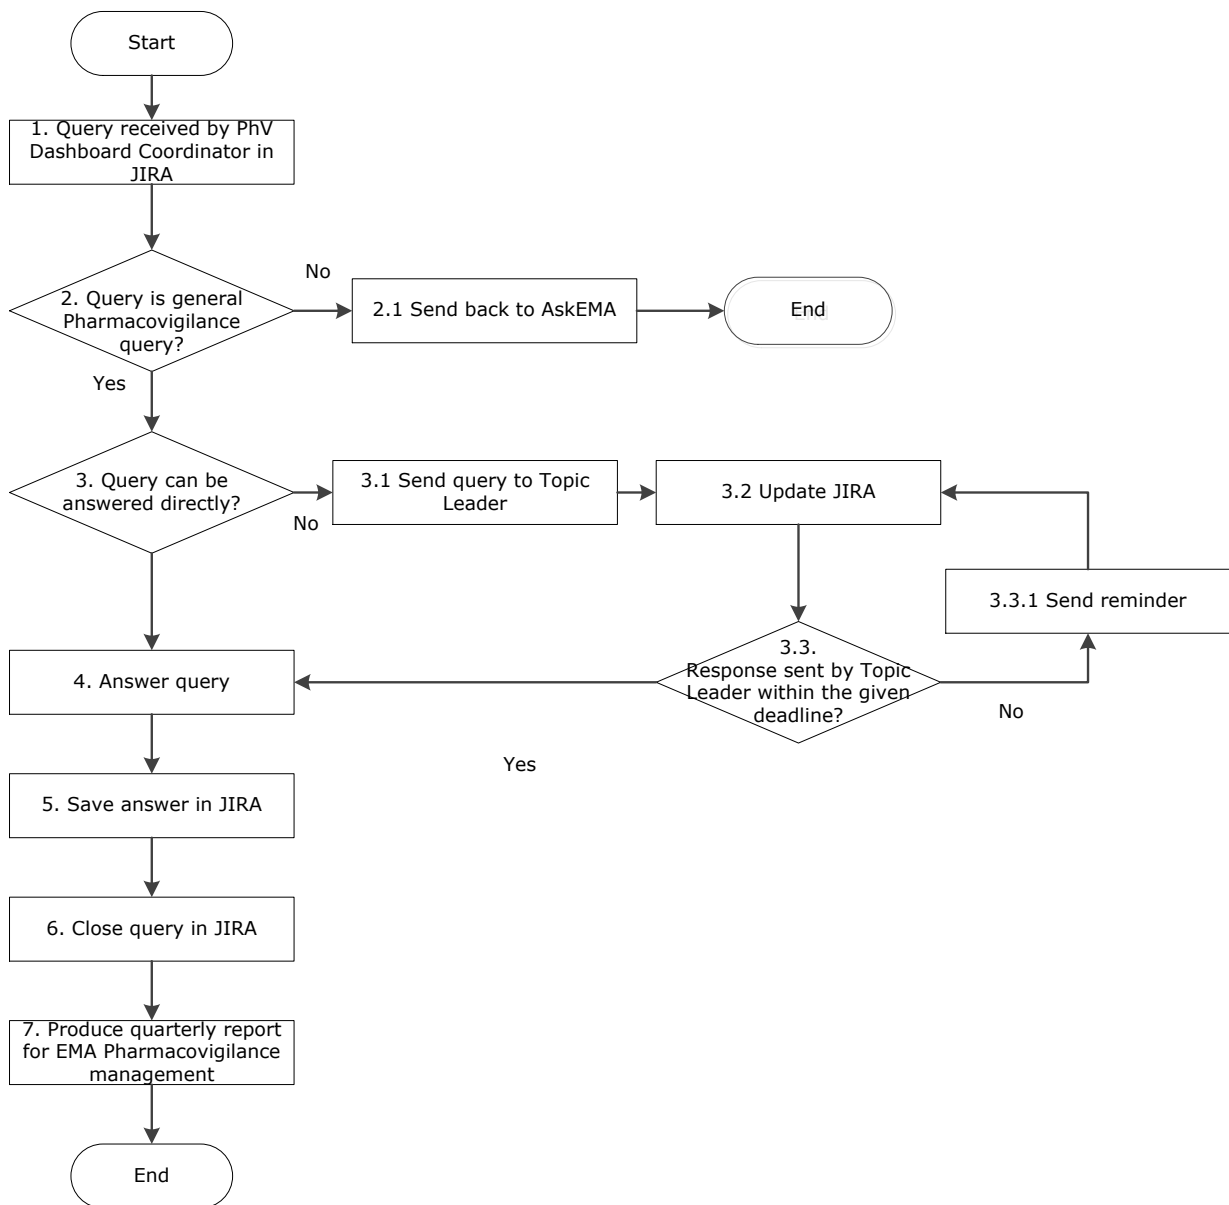 Start
1. Query received by PhV
Dashboard Coordinator in
JIRA
No
2. Query is general
Pharmacovigilance
query?
2.1 Send back to AskEMA
End
Yes
3. Query can be
answered directly?
No
3.1 Send query to Topic
Leader
3.2 Update JIRA
3.3.1 Send reminder
3.3.
Response sent by Topic
Leader within the given
deadline?
No
Yes
4. Answer query
5. Save answer in JIRA
6. Close query in JIRA
7. Produce quarterly report
for EMA Pharmacovigilance
management
End